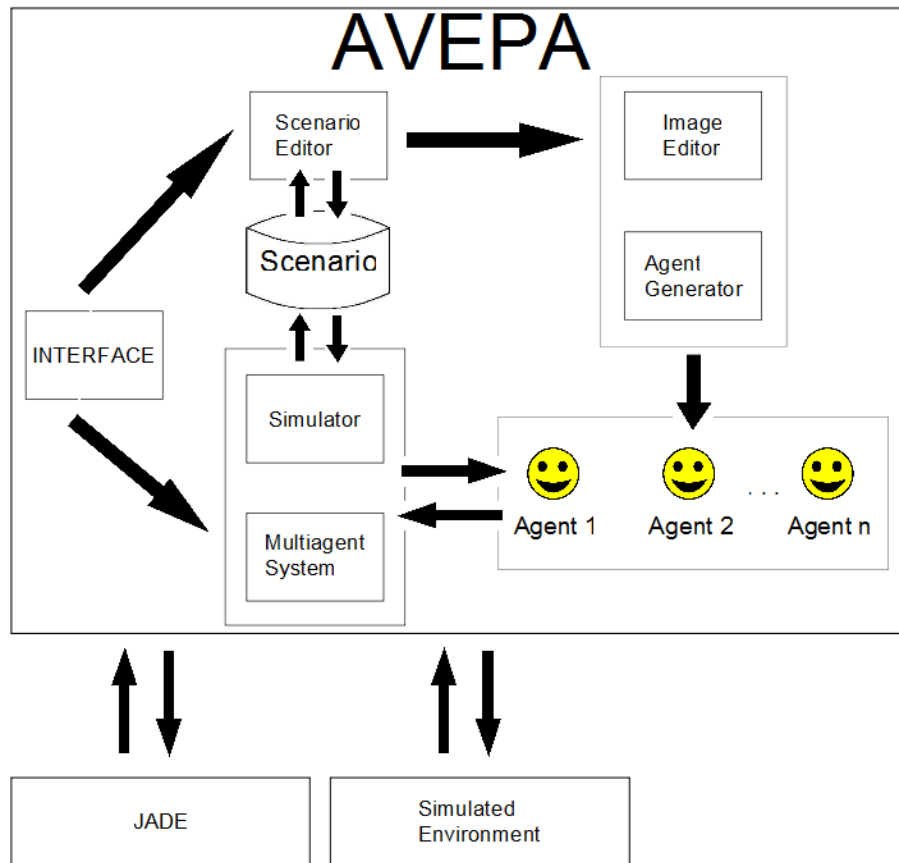 AVEPA
Scenario
Editor
Image
Editor
Scenario
Agent
Generator
INTERFACE
Simulator
Multiagent
System
Agent 1
Agent 2
. . .
Agent n
JADE
Simulated
Environment